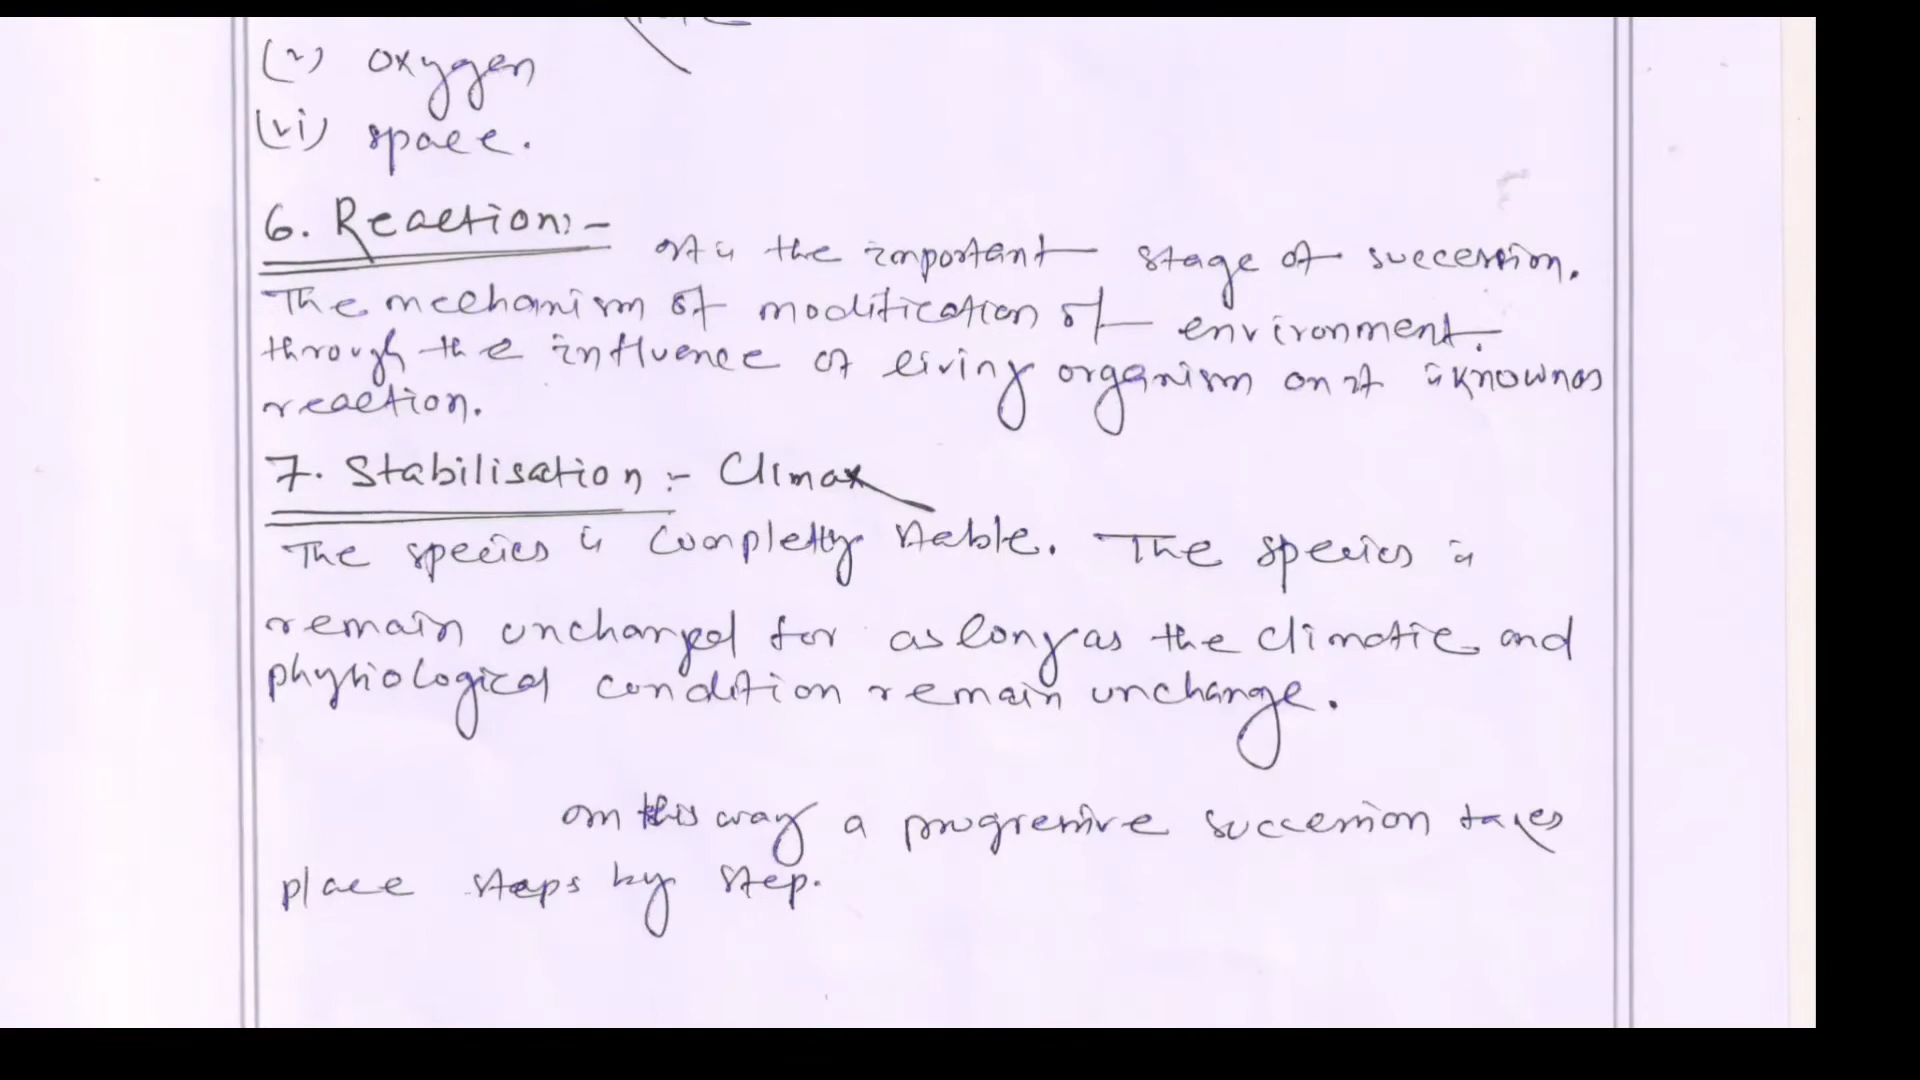 (v) oxygen
(vi) space.
6. Reaction:- It is the important stage of succession.
The mechanism of modification of environment.
through the influence of living organism on it is known as
reaction.
7. Stabilisation :- Climax
The species is completly stable. The species is
remain unchanged for as long as the climatic and
physiological condition remain unchange.
In this way a progressive succession takes
place steps by step.